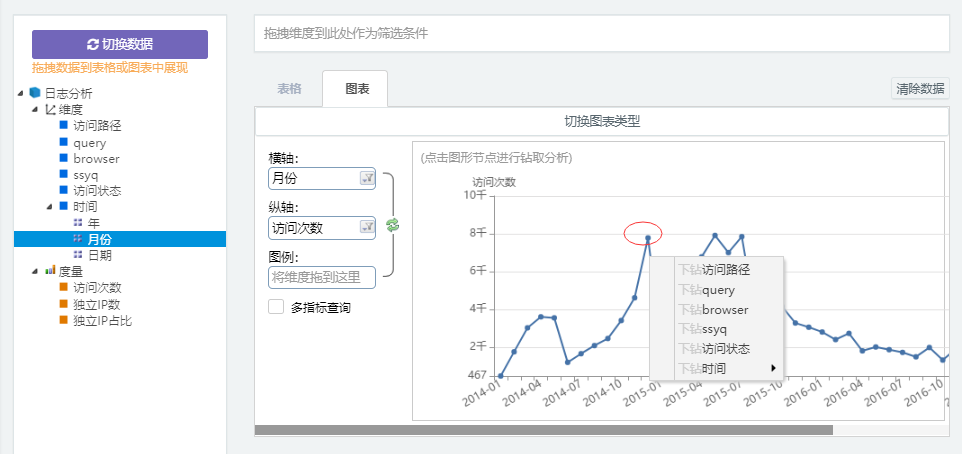 切换数据
拖拽数据到表格或图表中展现
日志分析
维度
访问路径
query
browser
ssyq
访问状态
时间
年
月份
日期
度量
访问次数
独立IP数
独立IP占比
拖拽维度到此处作为筛选条件
表格
图表
清除数据
切换图表类型
横轴:
月份
纵轴:
访问次数
图例:
将维度拖到这里
多指标查询
(点击图形节点进行钻取分析)
访问次数
10千
8千
6千
4千
2千
467
2014-01
2014-04
2014-07
2014-10
2015-01
2015-04
2015-07
2015-10
2016-01
2016-04
2016-07
2016-10
下钻访问路径
下钻query
下钻browser
下钻ssyq
下钻访问状态
下钻时间